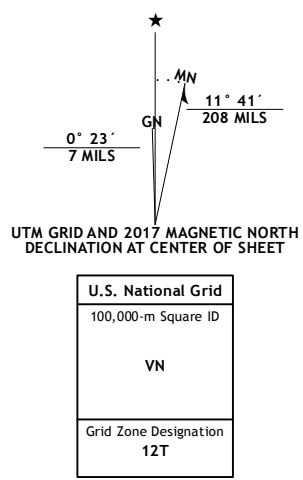 ★
MN
GN
11° 41´
208 MILS
0° 23´
7 MILS
UTM GRID AND 2017 MAGNETIC NORTH
DECLINATION AT CENTER OF SHEET
U.S. National Grid
100,000-m Square ID
VN
Grid Zone Designation
12T